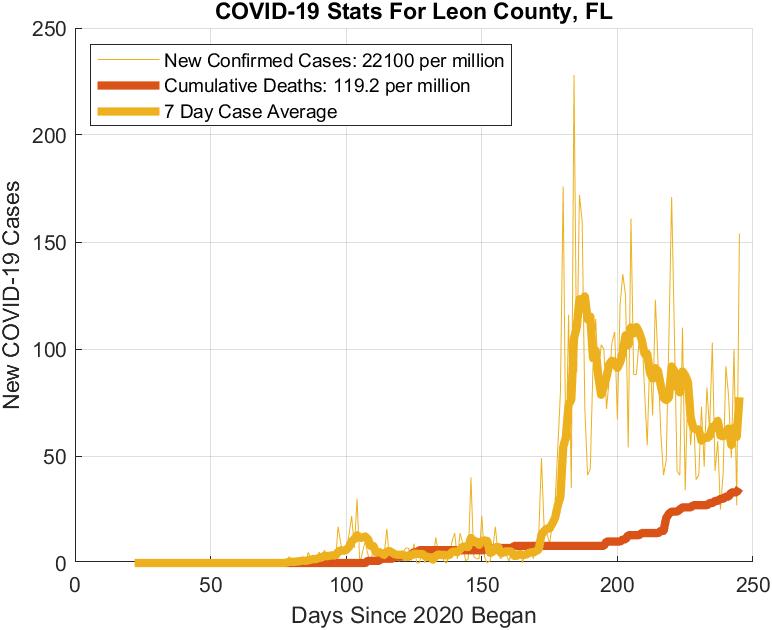 COVID-19 Stats For Leon County, FL
New Confirmed Cases: 22100 per million
Cumulative Deaths: 119.2 per million
7 Day Case Average
New COVID-19 Cases
250
200
150
100
50
0
0 50 100 150 200 250
Days Since 2020 Began